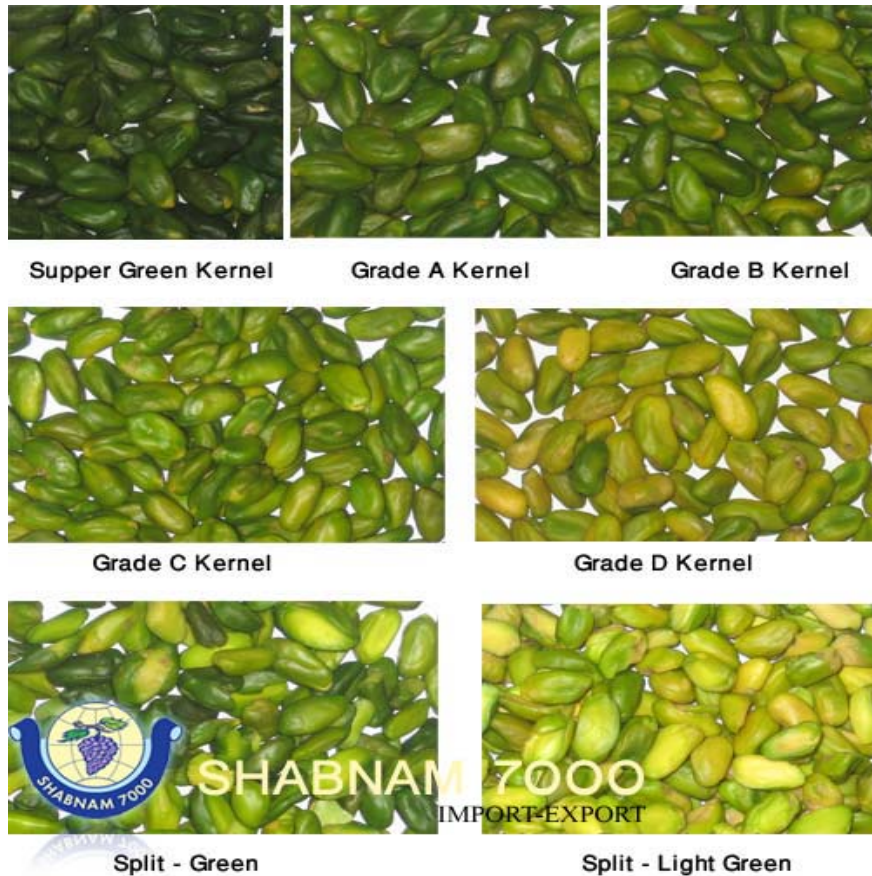 Supper Green Kernel
Grade A Kernel
Grade B Kernel
Grade C Kernel
Grade D Kernel
SHABNAM 7000
SHABNAM 7000
IMPORT-EXPORT
Split - Green
Split - Light Green